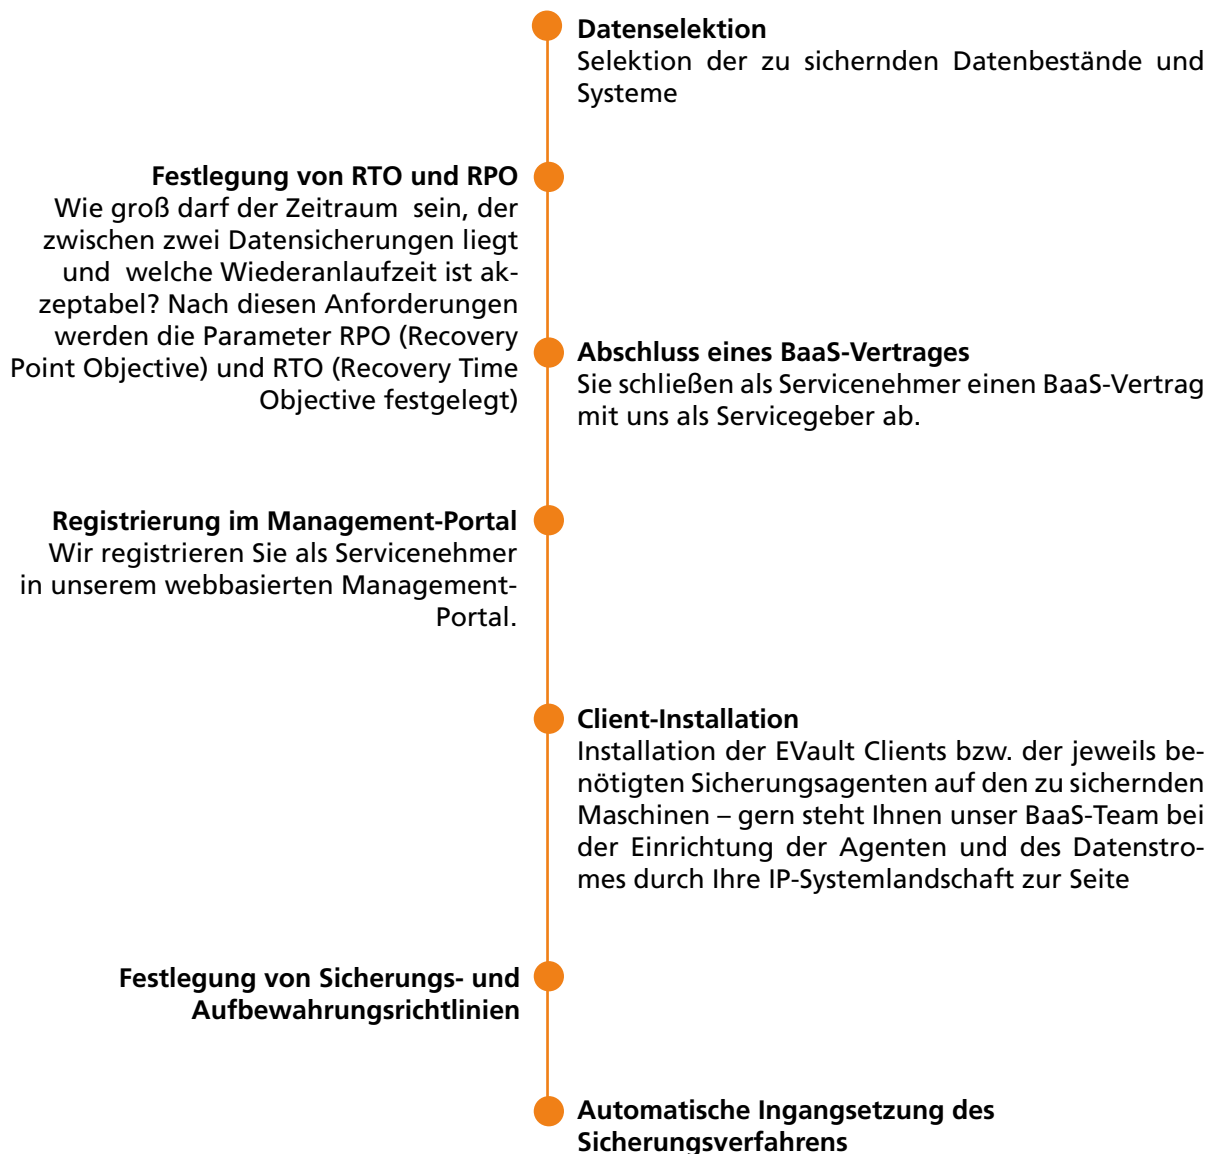 Datenselektion
Selektion der zu sichernden Datenbestände und
Systeme
Festlegung von RTO und RPO
Wie groß darf der Zeitraum  sein, der
zwischen zwei Datensicherungen liegt
und  welche Wiederanlaufzeit ist ak-
zeptabel? Nach diesen Anforderungen
werden die Parameter RPO (Recovery
Point Objective) und RTO (Recovery Time
Objective festgelegt)
Abschluss eines BaaS-Vertrages
Sie schließen als Servicenehmer einen BaaS-Vertrag
mit uns als Servicegeber ab.
Registrierung im Management-Portal
Wir registrieren Sie als Servicenehmer
in unserem webbasierten Management-
Portal.
Client-Installation
Installation der EVault Clients bzw. der jeweils be-
nötigten Sicherungsagenten auf den zu sichernden
Maschinen – gern steht Ihnen unser BaaS-Team bei
der Einrichtung der Agenten und des Datenstro-
mes durch Ihre IP-Systemlandschaft zur Seite
Festlegung von Sicherungs- und
Aufbewahrungsrichtlinien
Automatische Ingangsetzung des
Sicherungsverfahrens